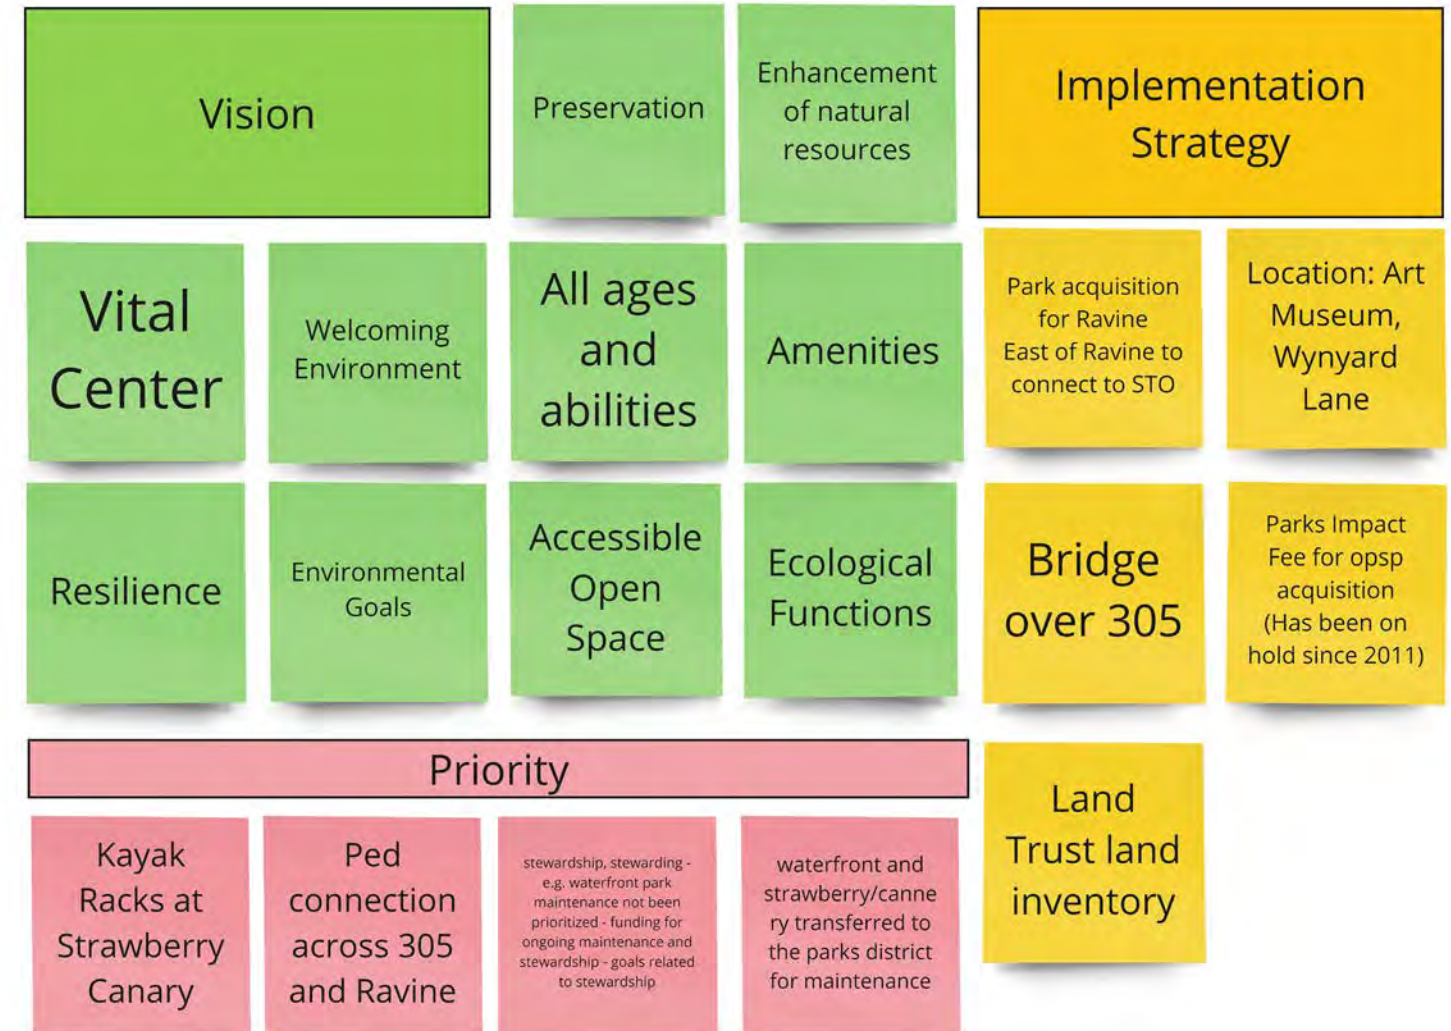 Vision
Preservation
Enhancement
of natural
resources
Vital
Center
Welcoming
Environment
All ages
and
abilities
Amenities
Resilience
Environmental
Goals
Accessible
Open
Space
Ecological
Functions
Implementation
Strategy
Park acquisition
for Ravine
East of Ravine to
connect to STO
Location: Art
Museum,
Wynyard
Lane
Bridge
over 305
Parks Impact
Fee for opsp
acquisition
(Has been on
hold since 2011)
Land
Trust land
inventory
Priority
Kayak
Racks at
Strawberry
Canary
Ped
connection
across 305
and Ravine
stewardship, stewarding -
e.g. waterfront park
maintenance not been
prioritized - funding for
ongoing maintenance and
stewardship - goals related
to stewardship
waterfront and
strawberry/canne
ry transferred to
the parks district
for maintenance